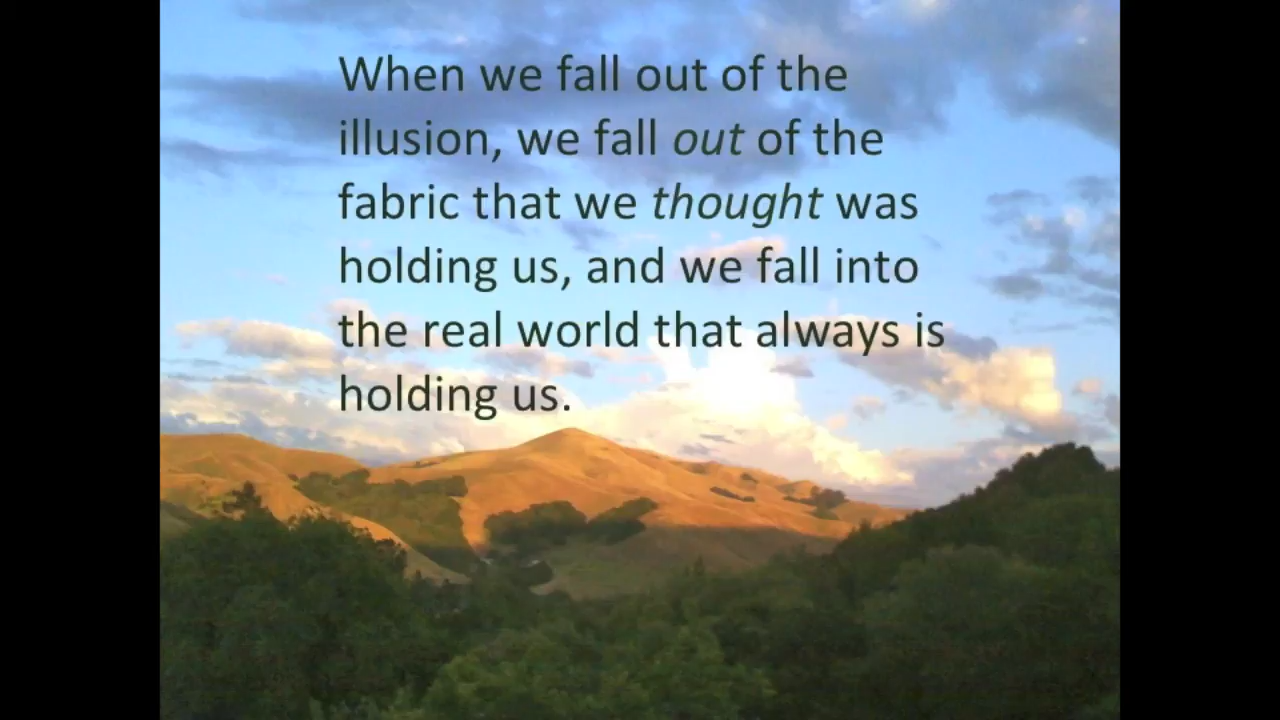 When we fall out of the
illusion, we fall out of the
fabric that we thought was
holding us, and we fall into
the real world that always is
holding us.